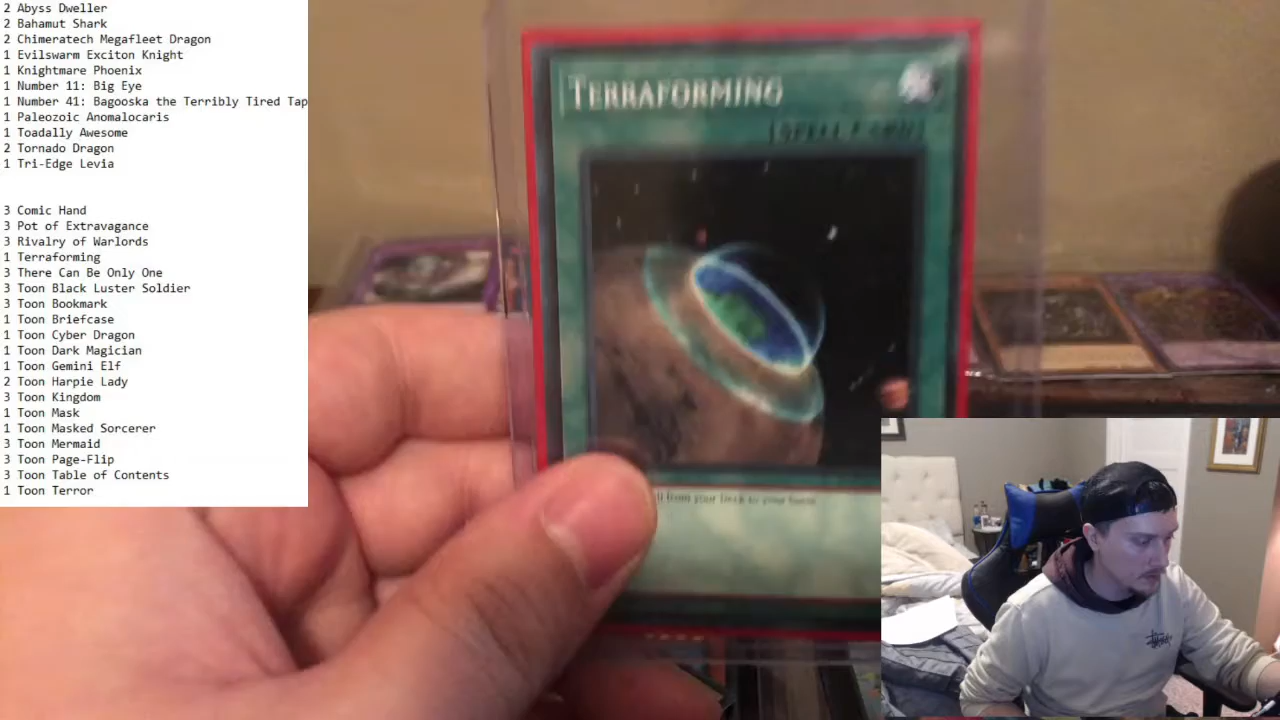 2 Abyss Dweller
2 Bahamut Shark
2 Chimeratech Megafleet Dragon
1 Evilswarm Exciton Knight
1 Knightmare Phoenix
1 Number 11: Big Eye
1 Number 41: Bagooska the Terribly Tired Tap
1 Paleozoic Anomalocaris
1 Toadally Awesome
2 Tornado Dragon
1 Tri-Edge Levia
3 Comic Hand
3 Pot of Extravagance
3 Rivalry of Warlords
1 Terraforming
3 There Can Be Only One
3 Toon Black Luster Soldier
3 Toon Bookmark
1 Toon Briefcase
1 Toon Cyber Dragon
1 Toon Dark Magician
1 Toon Gemini Elf
2 Toon Harpie Lady
3 Toon Kingdom
1 Toon Mask
1 Toon Masked Sorcerer
3 Toon Mermaid
3 Toon Page-Flip
3 Toon Table of Contents
1 Toon Terror
TERRAFORMING
[SPELL CARD]
from your Deck to your hand